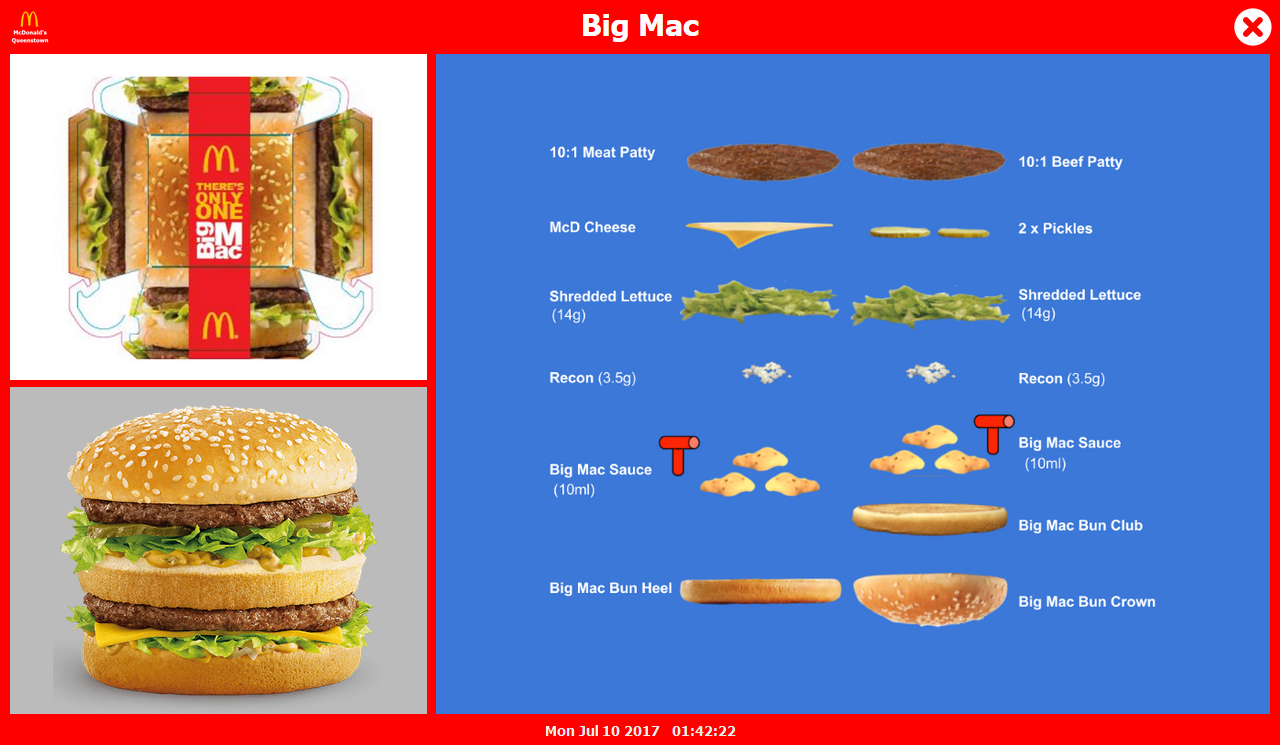 Big Mac
McDonald's
Queenstown
THERE'S
ONLY
ONE
Big
Mac
10:1 Meat Patty
10:1 Beef Patty
McD Cheese
2 x Pickles
Shredded Lettuce
(14g)
Shredded Lettuce
(14g)
Recon (3.5g)
Recon (3.5g)
Big Mac Sauce
(10ml)
Big Mac Sauce
(10ml)
Big Mac Bun Club
Big Mac Bun Heel
Big Mac Bun Crown
Mon Jul 10 2017 01:42:22